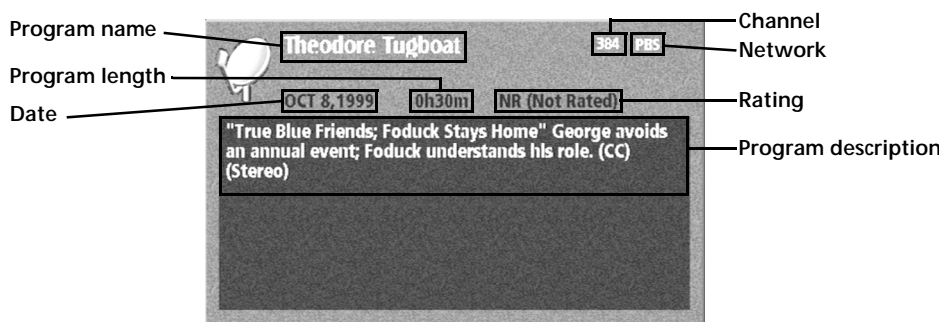 Program name
Theodore Tugboat
384 PBS
Channel
Network
Program length
Date
OCT 8,1999 0h30m NR (Not Rated)
Rating
"True Blue Friends; Foduck Stays Home" George avoids
an annual event; Foduck understands his role. (CC)
(Stereo)
Program description